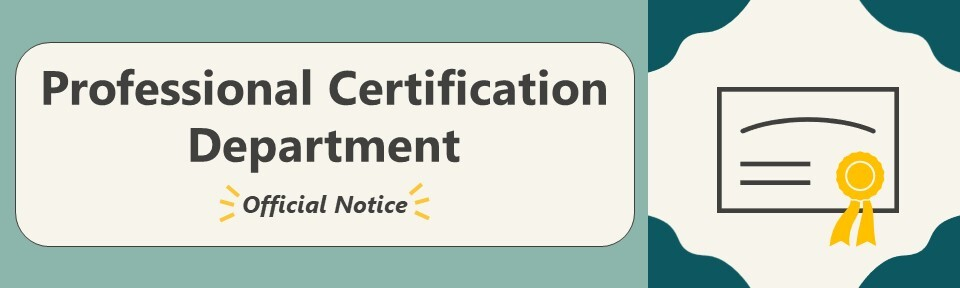 Professional Certification
Department
Official Notice